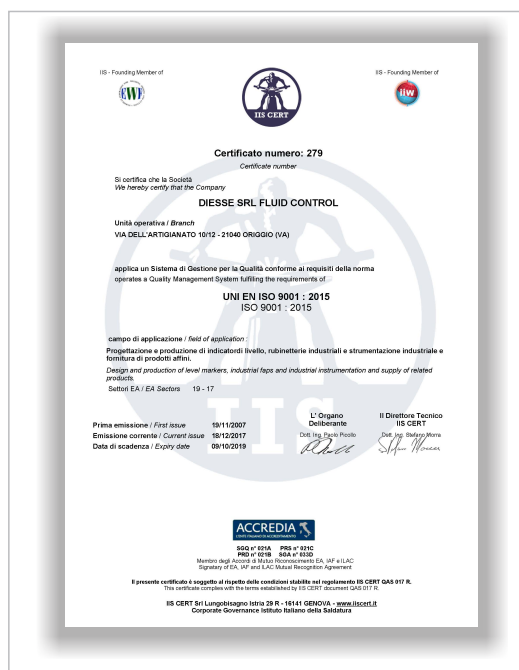 IIS - Founding Member of
IIS - Founding Member of
EWF
iiw
IIS CERT
Certificato numero: 279
Certificate number
Si certifica che la Società
We hereby certify that the Company
DIESSE SRL FLUID CONTROL
Unità operativa / Branch
VIA DELL'ARTIGIANATO 10/12 - 21040 ORIGGIO (VA)
applica un Sistema di Gestione per la Qualità conforme ai requisiti della norma
operates a Quality Management System fulfilling the requirements of
UNI EN ISO 9001 : 2015
ISO 9001 : 2015
campo di applicazione / field of application :
Progettazione e produzione di indicatordi livello, rubinetterie industriali e strumentazione industriale e
fornitura di prodotti affini.
Design and production of level markers, industrial faps and industrial instrumentation and supply of related
products.
Settori EA / EA Sectors 19 - 17
IIS
L' Organo
Deliberante
Il Direttore Tecnico
IIS CERT
Prima emissione / First issue 19/11/2007
Emissione corrente / Current issue 18/12/2017
Data di scadenza / Expiry date 09/10/2019
Dott. Ing. Paolo Picollo
Dott. Ing. Stefano Morra
ACCREDIA
L'ENTE ITALIANO DI ACCREDITAMENTO
SGQ n° 021A PRS n° 021C
PRD n° 021B SGA n° 033D
Membro degli Accordi di Mutuo Riconoscimento EA, IAF e ILAC
Signatary of EA, IAF and ILAC Mutual Recognition Agreement
Il presente certificato è soggetto al rispetto delle condizioni stabilite nel regolamento IIS CERT QAS 017 R.
This certificate complies with the terms established by IIS CERT document QAS 017 R.
IIS CERT Srl Lungobisagno Istria 29 R - 16141 GENOVA - www.iiscert.it
Corporate Governance Istituto Italiano della Saldatura